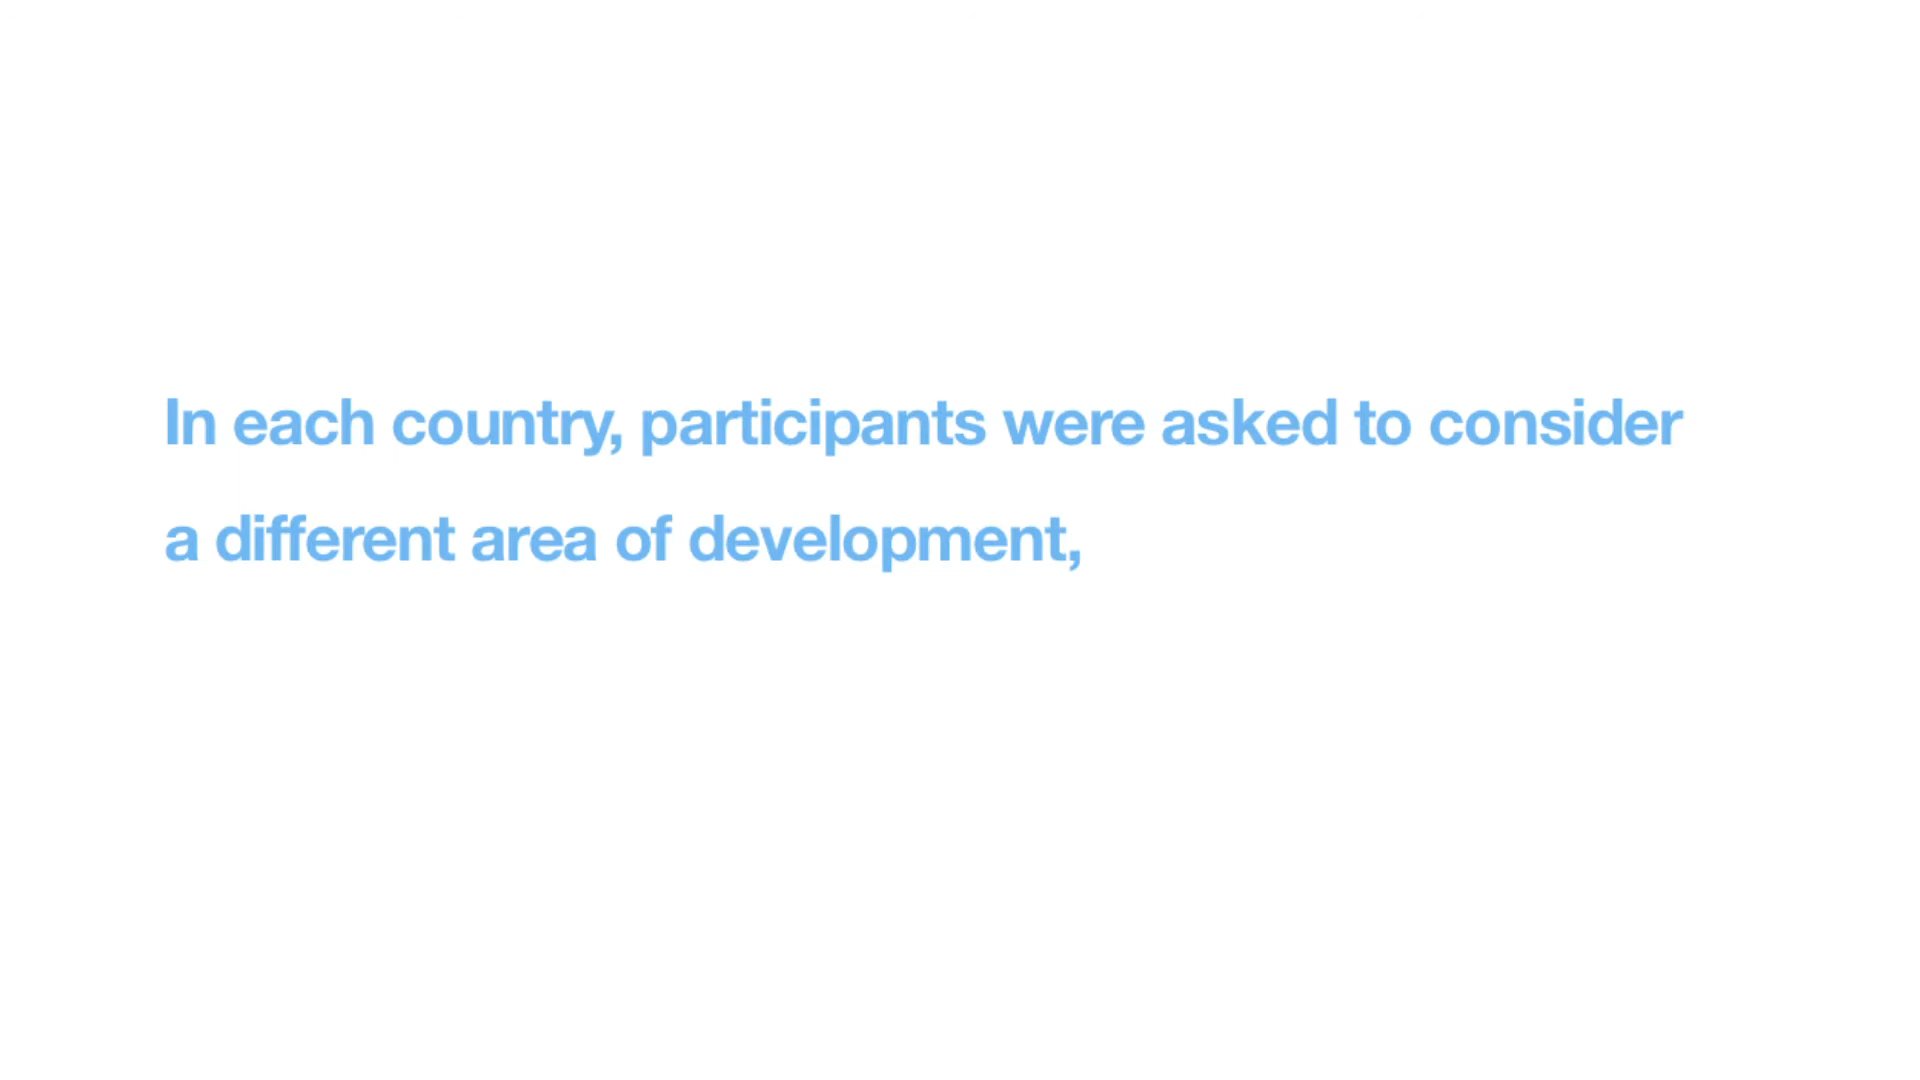 In each country, participants were asked to consider
a different area of development,